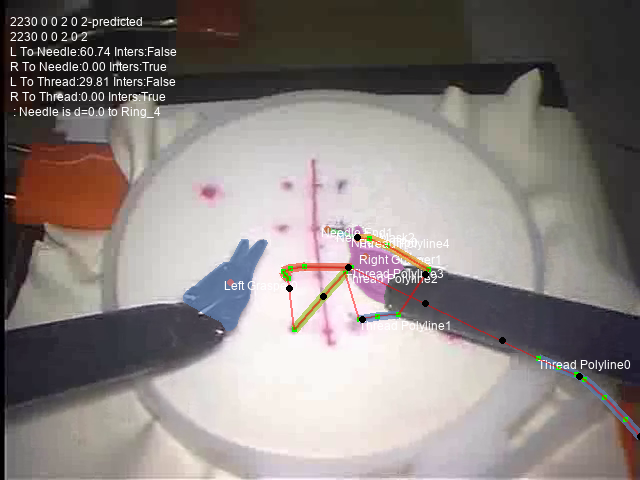 2230 0 0 2 0 2-predicted
2230 0 0 2 0 2
L To Needle:60.74 Inters:False
R To Needle:0.00 Inters:True
L To Thread:29.81 Inters:False
R To Thread:0.00 Inters:True
: Needle is d=0.0 to Ring_4
Needle End1
Thread Polyline4
Right Grasper1
Thread Polyline3
Thread Polyline2
Left Grasper
Thread Polyline1
Thread Polyline0